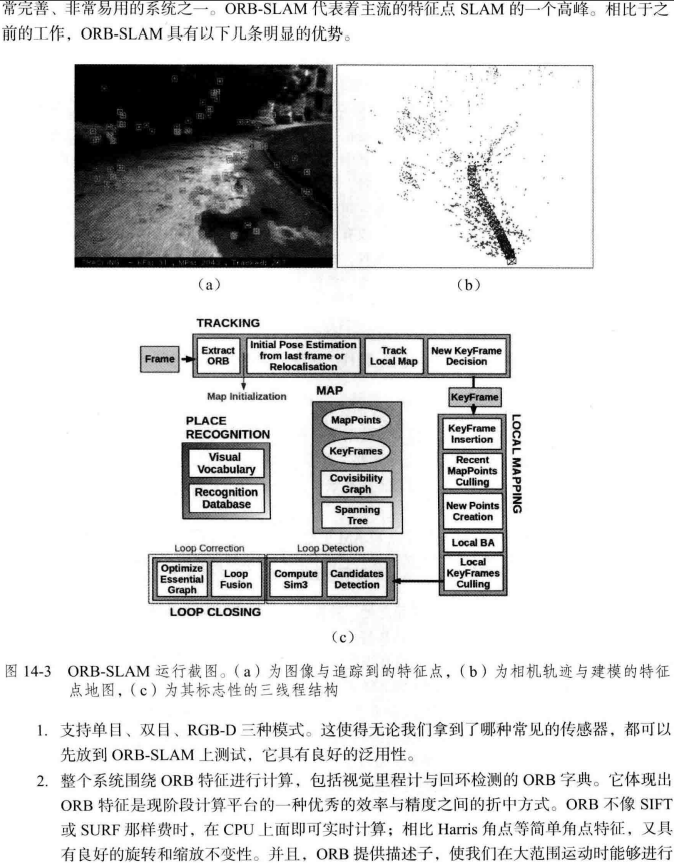 常完善、非常易用的系统之一。ORB-SLAM 代表着主流的特征点 SLAM 的一个高峰。相比于之
前的工作，ORB-SLAM 具有以下几条明显的优势。
（a）
（b）
TRACKING
Frame
Extract
ORB
Initial Pose Estimation
from last frame or
Relocalisation
Track
Local Map
New KeyFrame
Decision
Map Initialization
KeyFrame
PLACE
RECOGNITION
Visual
Vocabulary
Recognition
Database
MAP
MapPoints
KeyFrames
Covisibility
Graph
Spanning
Tree
LOCAL MAPPING
KeyFrame
Insertion
Recent
MapPoints
Culling
New Points
Creation
Local BA
Local
KeyFrames
Culling
Loop Correction
Loop Detection
Optimize
Essential
Graph
Loop
Fusion
Compute
Sim3
Candidates
Detection
LOOP CLOSING
（c）
图 14-3 ORB-SLAM 运行截图。（a）为图像与追踪到的特征点，（b）为相机轨迹与建模的特征
点地图，（c）为其标志性的三线程结构
1. 支持单目、双目、RGB-D 三种模式。这使得无论我们拿到了哪种常见的传感器，都可以
先放到 ORB-SLAM 上测试，它具有良好的泛用性。
2. 整个系统围绕 ORB 特征进行计算，包括视觉里程计与回环检测的 ORB 字典。它体现出
ORB 特征是现阶段计算平台的一种优秀的效率与精度之间的折中方式。ORB 不像 SIFT
或 SURF 那样费时，在 CPU 上面即可实时计算；相比 Harris 角点等简单角点特征，又具
有良好的旋转和缩放不变性。并且，ORB 提供描述子，使我们在大范围运动时能够进行